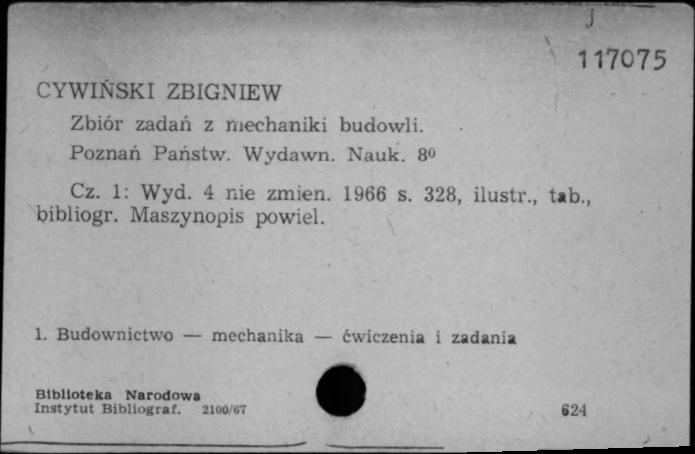 J
117075
CYWIŃSKI ZBIGNIEW
Zbiór zadań z mechaniki budowli.
Poznań Państw. Wydawn. Nauk. 8º
Cz. 1: Wyd. 4 nie zmien. 1966 s. 328, ilustr., tab.,
bibliogr. Maszynopis powiel.
1. Budownictwo — mechanika — ćwiczenia i zadania
Biblioteka Narodowa
Instytut Bibliograf. 2100/67
624